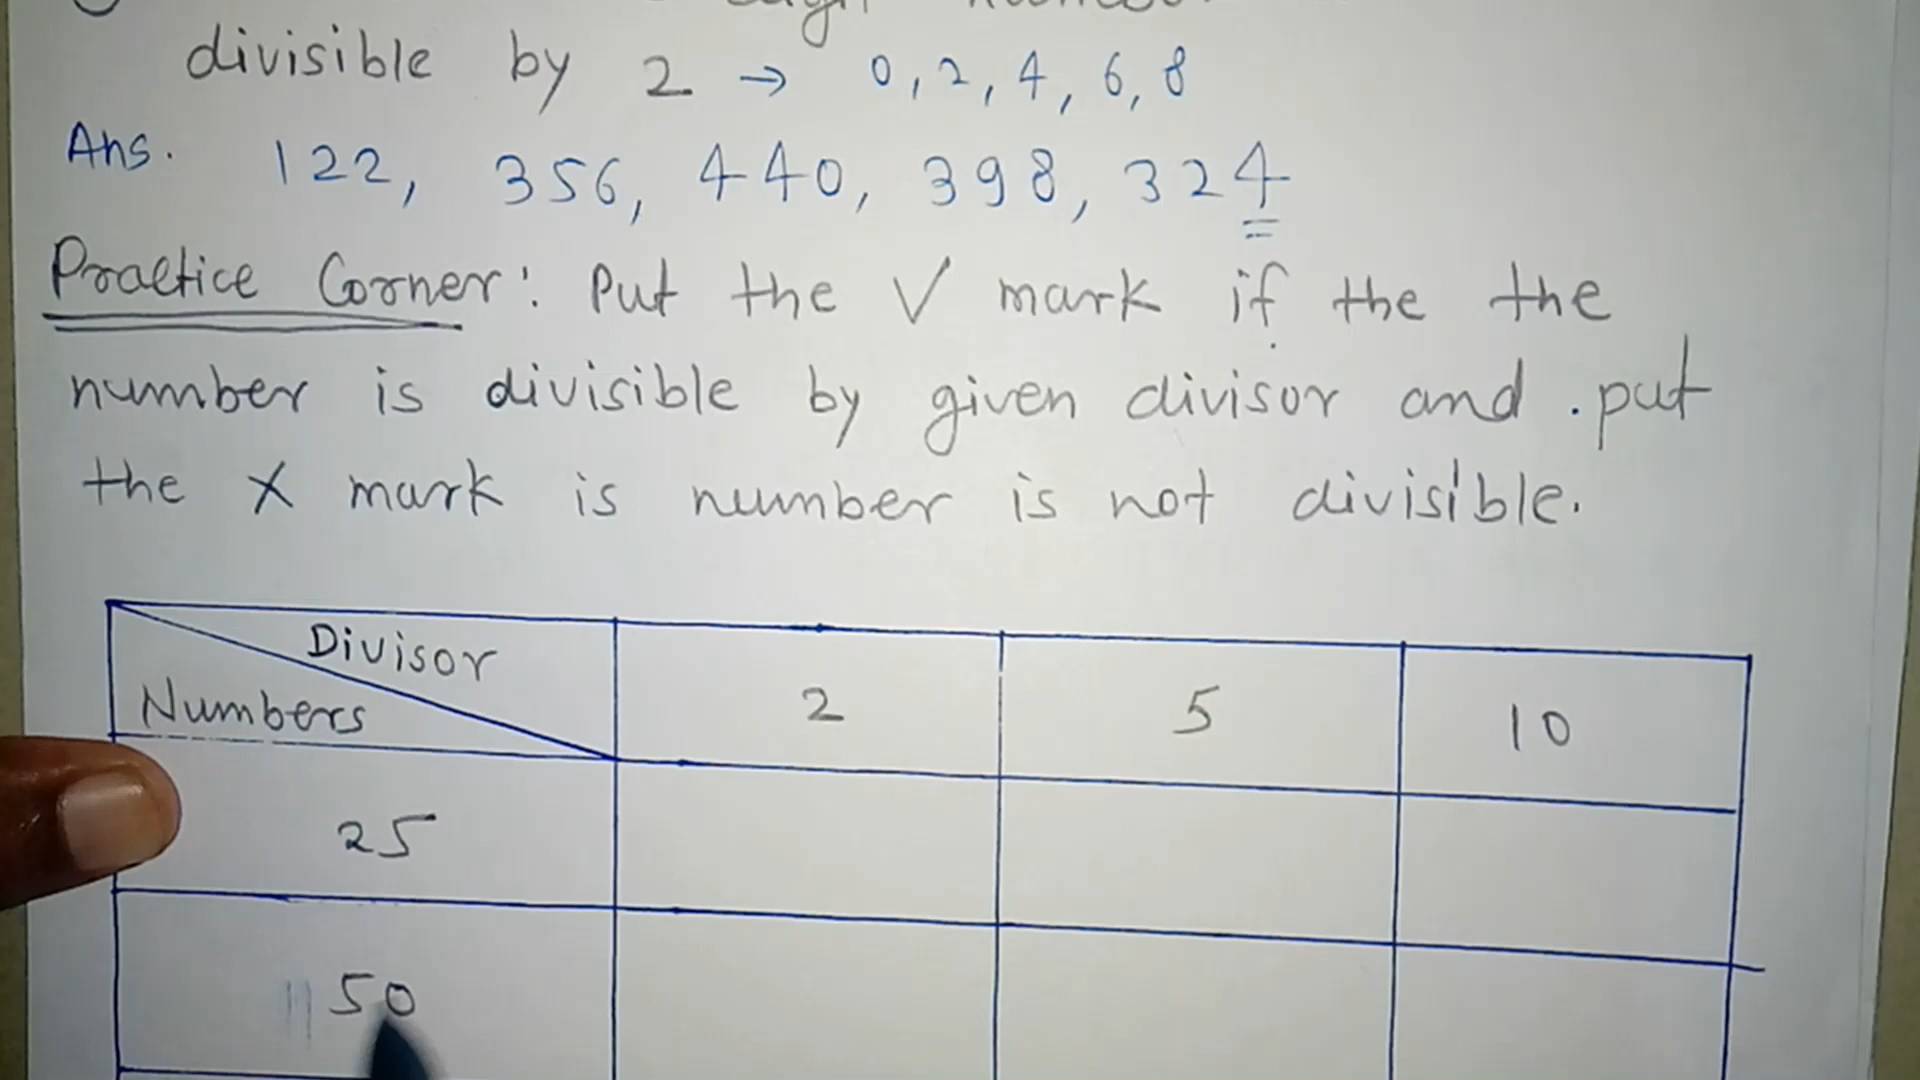 divisible by 2 → 0, 2, 4, 6, 8
Ans. 122, 356, 440, 398, 324
Practice Corner: Put the √ mark if the the
number is divisible by given divisor and . put
the X mark is number is not divisible.
Divisor
Numbers
2 5 10
25
50